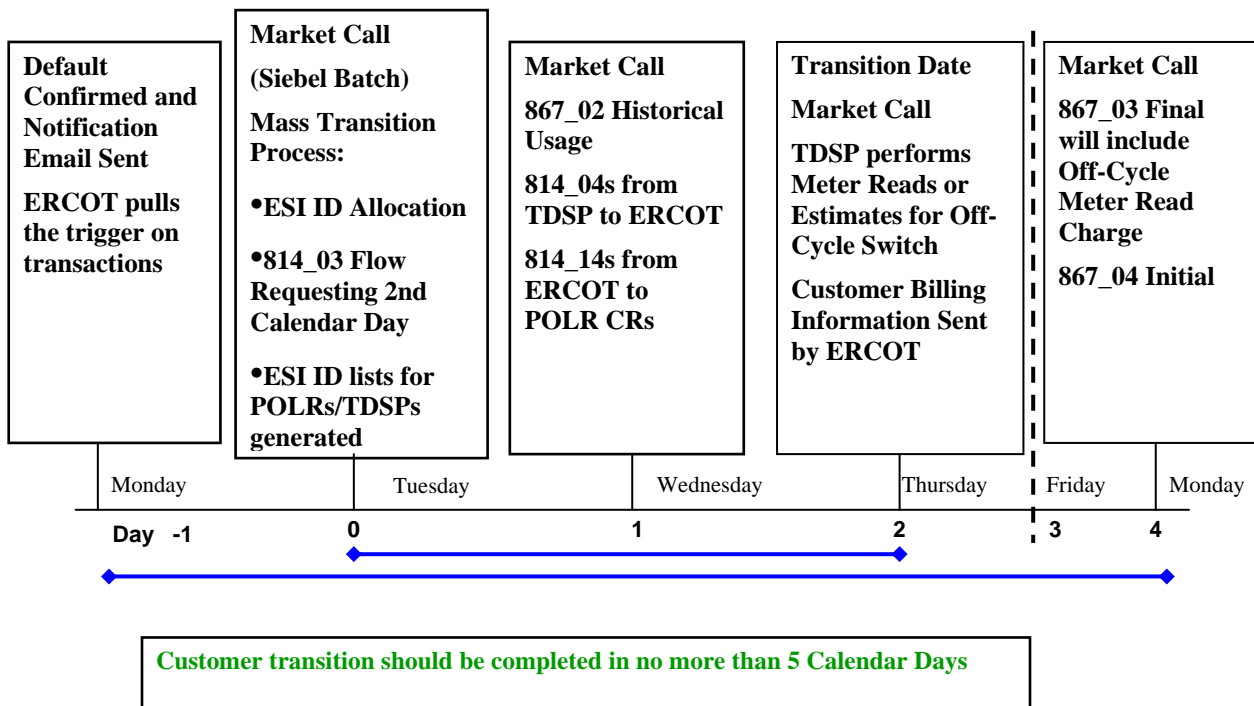 Default
Confirmed and
Notification
Email Sent
ERCOT pulls
the trigger on
transactions
Market Call
(Siebel Batch)
Mass Transition
Process:
•ESI ID Allocation
•814_03 Flow
Requesting 2nd
Calendar Day
•ESI ID lists for
POLRs/TDSPs
generated
Market Call
867_02 Historical
Usage
814_04s from
TDSP to ERCOT
814_14s from
ERCOT to
POLR CRs
Transition Date
Market Call
TDSP performs
Meter Reads or
Estimates for Off-
Cycle Switch
Customer Billing
Information Sent
by ERCOT
Market Call
867_03 Final
will include
Off-Cycle
Meter Read
Charge
867_04 Initial
Monday
Tuesday
Wednesday
Thursday
Friday
Monday
Day -1
0
1
2
3
4
Customer transition should be completed in no more than 5 Calendar Days